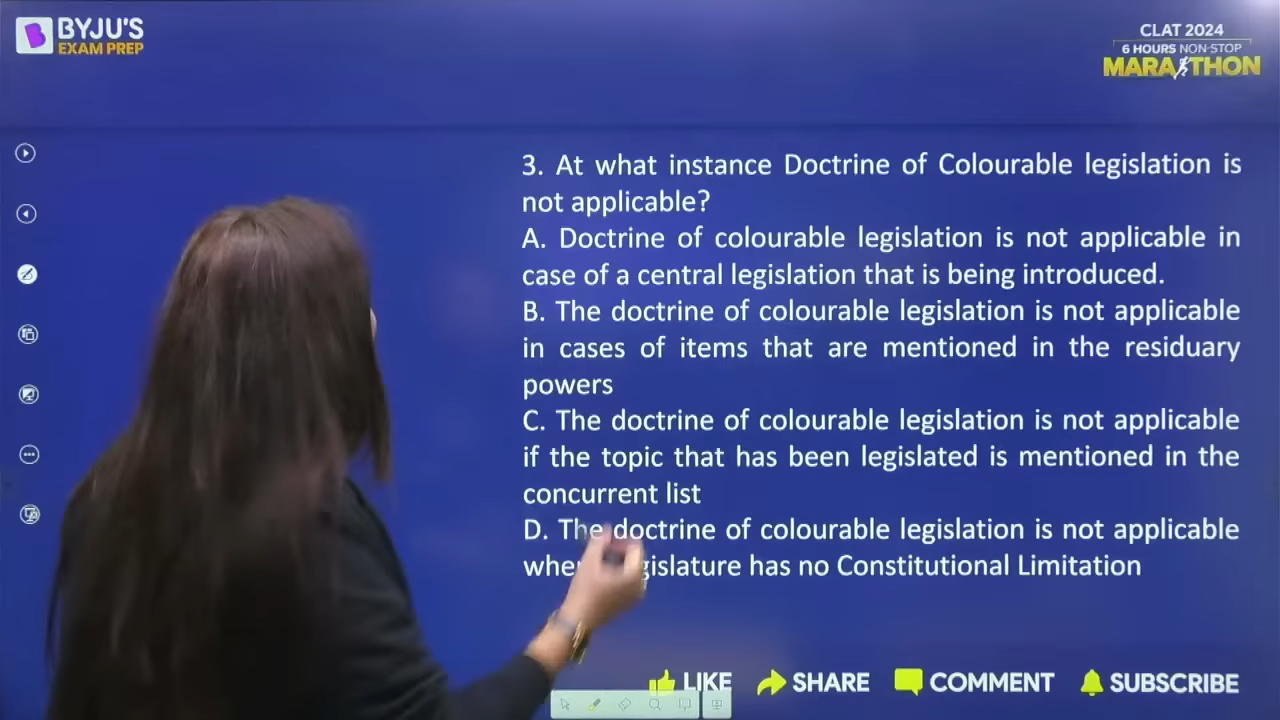 BYJU'S
EXAM PREP
CLAT 2024
6 HOURS NON-STOP
MARATHON
3. At what instance Doctrine of Colourable legislation is
not applicable?
A. Doctrine of colourable legislation is not applicable in
case of a central legislation that is being introduced.
B. The doctrine of colourable legislation is not applicable
in cases of items that are mentioned in the residuary
powers
C. The doctrine of colourable legislation is not applicable
if the topic that has been legislated is mentioned in the
concurrent list
D. The doctrine of colourable legislation is not applicable
has no Constitutional Limitation
LIKE
SHARE
COMMENT
SUBSCRIBE